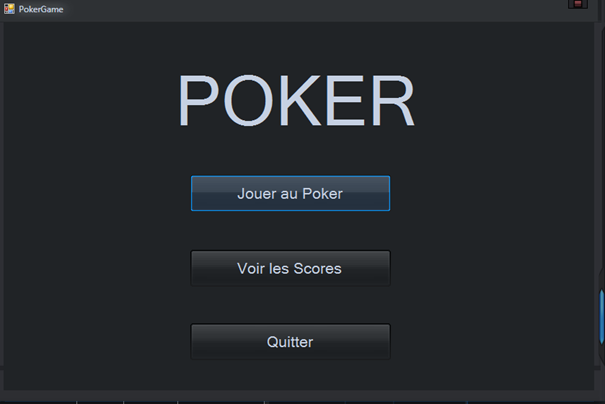 PokerGame
POKER
Jouer au Poker
Voir les Scores
Quitter